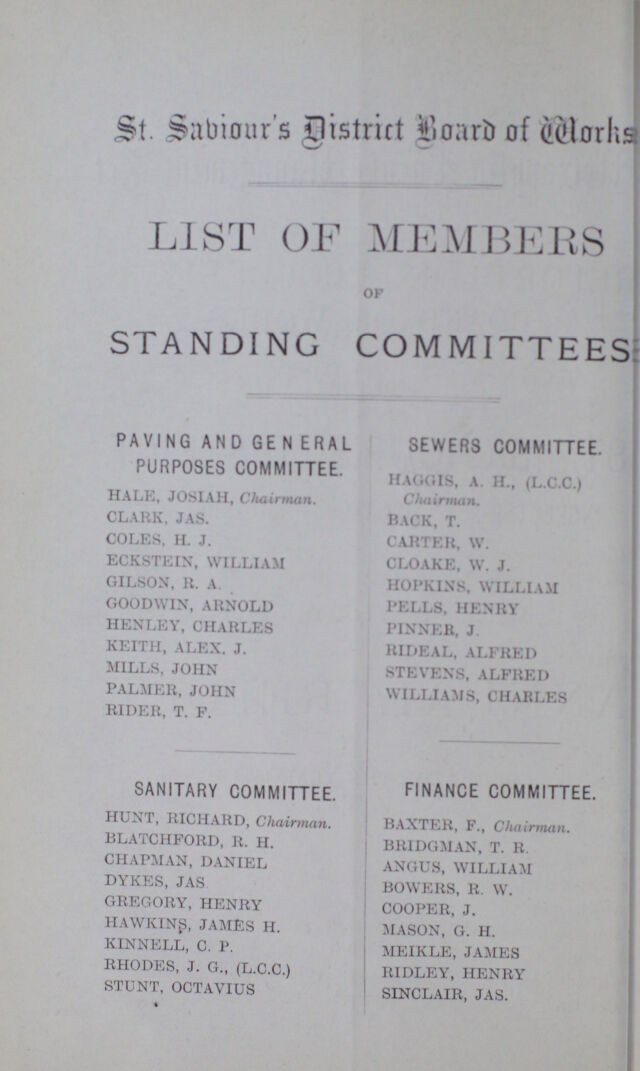 St. Saviour's District Board of Works
LIST OF MEMBERS
OF
STANDING COMMITTEES
PAVING AND GENERAL
PURPOSES COMMITTEE.
HALE, JOSIAH, Chairman.
CLARK, JAS.
COLES, H. J.
ECKSTEIN, WILLIAM
GILSON, R. A.
GOODWIN, ARNOLD
HENLEY, CHARLES
KEITH, ALEX. J.
MILLS, JOHN
PALMER, JOHN
RIDER, T. F.
SANITARY COMMITTEE.
HUNT, RICHARD, Chairman.
BLATCHFORD, R. H.
CHAPMAN, DANIEL
DYKES, JAS
GREGORY, HENRY
HAWKINS, JAMES H.
KINNELL, C. P.
RHODES, J. G., (L.C.C.)
STUNT, OCTAVIUS
SEWERS COMMITTEE.
HAGGIS, A. H., (L.C.C.)
Chairman.
BACK, T.
CARTER, W.
CLOAKE, W. J.
HOPKINS, WILLIAM
PELLS, HENRY
PINNER, J.
RIDEAL, ALFRED
STEVENS, ALFRED
WILLIAMS, CHARLES
FINANCE COMMITTEE.
BAXTER, F., Chairman.
BRIDGMAN, T. R.
ANGUS, WILLIAM
BOWERS, R. W.
COOPER, J.
MASON, G. H.
MEIKLE, JAMES
RIDLEY, HENRY
SINCLAIR, JAS.